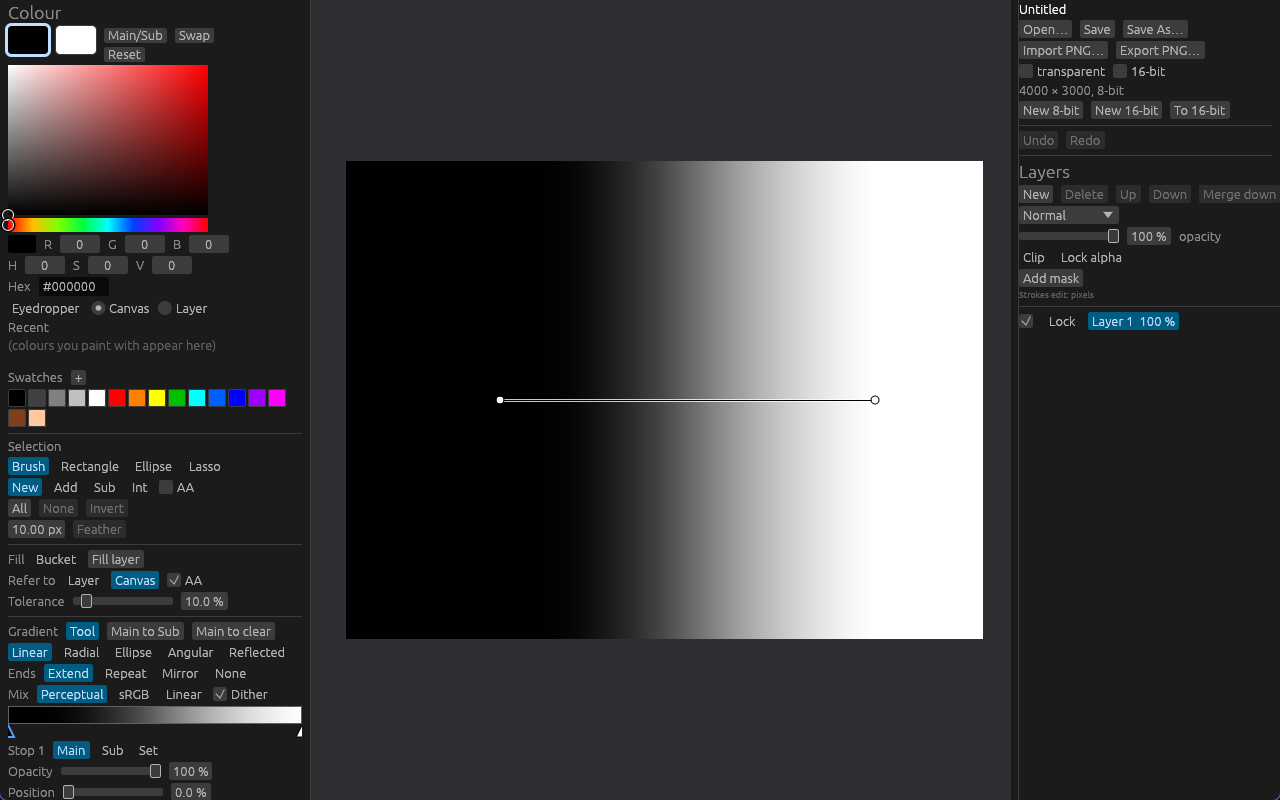 Colour
Main/Sub Swap
Reset
R 0 G 0 B 0
H 0 S 0 V 0
Hex #000000
Eyedropper Canvas Layer
Recent
(colours you paint with appear here)
Swatches +
Selection
Brush Rectangle Ellipse Lasso
New Add Sub Int AA
All None Invert
10.00 px Feather
Fill Bucket Fill layer
Refer to Layer Canvas AA
Tolerance 10.0 %
Gradient Tool Main to Sub Main to clear
Linear Radial Ellipse Angular Reflected
Ends Extend Repeat Mirror None
Mix Perceptual sRGB Linear Dither
Stop 1 Main Sub Set
Opacity 100 %
Position 0.0 %
Untitled
Open… Save Save As…
Import PNG… Export PNG…
transparent 16-bit
4000 × 3000, 8-bit
New 8-bit New 16-bit To 16-bit
Undo Redo
Layers
New Delete Up Down Merge down
Normal
100 % opacity
Clip Lock alpha
Add mask
Strokes edit: pixels
Lock Layer 1 100 %